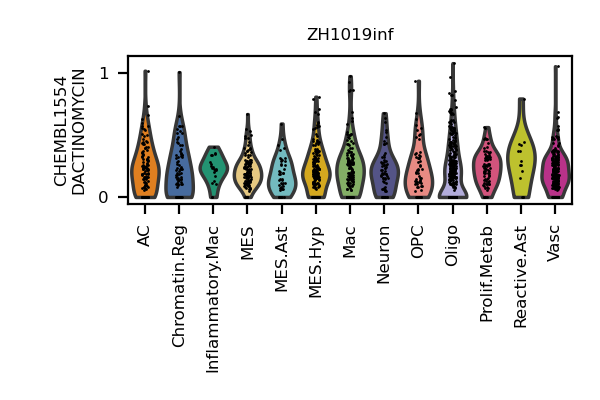 ZH1019inf
CHEMBL1554
DACTINOMYCIN
1
0
AC
Chromatin.Reg
Inflammatory.Mac
MES
MES.Ast
MES.Hyp
Mac
Neuron
OPC
Oligo
Prolif.Metab
Reactive.Ast
Vasc